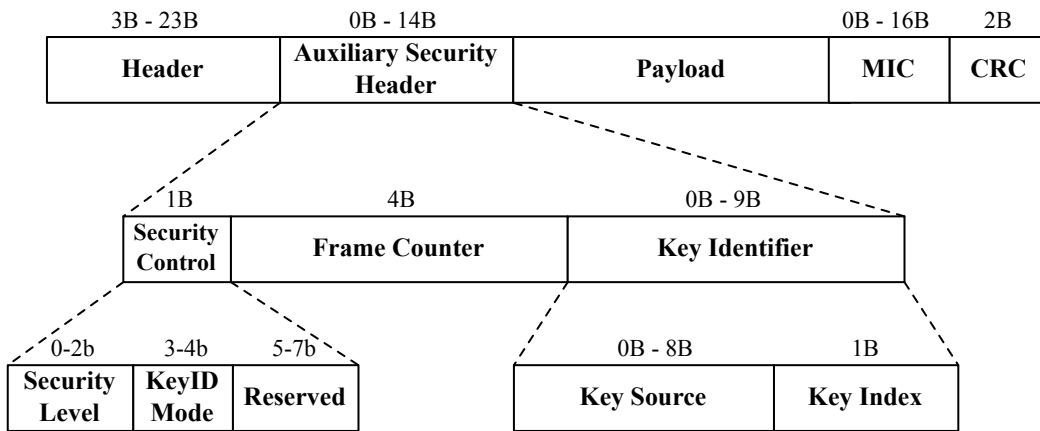 3B - 23B 0B - 14B 0B - 16B 2B
Header Auxiliary Security Header Payload MIC CRC
1B 4B 0B - 9B
Security Control Frame Counter Key Identifier
0-2b 3-4b 5-7b 0B - 8B 1B
Security Level KeyID Mode Reserved Key Source Key Index